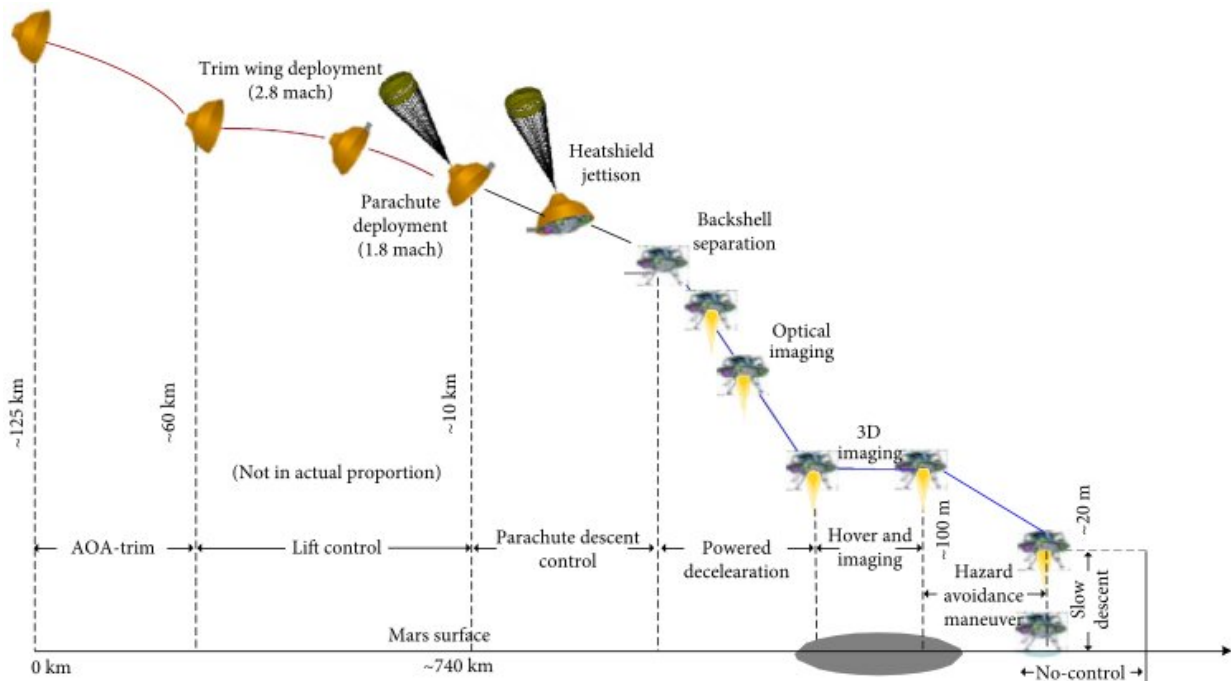 Trim wing deployment
(2.8 mach)
Heatshield
jettison
Parachute
deployment
(1.8 mach)
Backshell
separation
Optical
imaging
~125 km
~60 km
~10 km
3D
imaging
(Not in actual proportion)
~100 m
~20 m
AOA-trim
Lift control
Parachute descent
control
Powered
decelearation
Hover and
imaging
Hazard
avoidance
maneuver
Slow
descent
Mars surface
0 km
~740 km
No-control